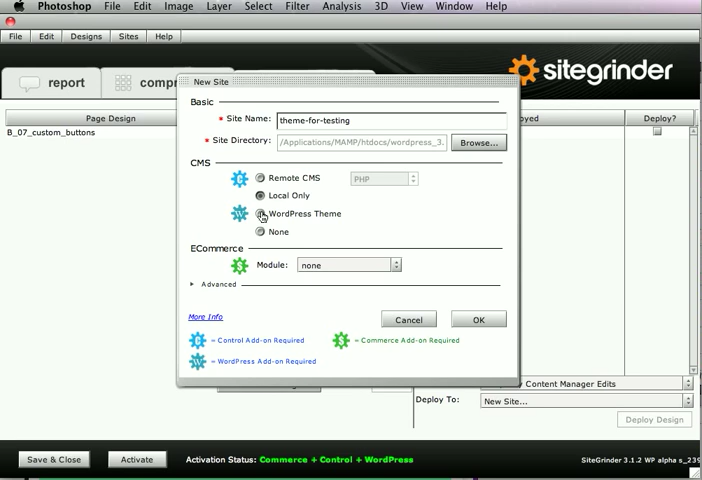 Photoshop File Edit Image Layer Select Filter Analysis 3D View Window Help
File Edit Designs Sites Help
report
sitegrinder
New Site
Page Design
Deploy?
B_07_custom_buttons
Basic
Site Name: theme-for-testing
Site Directory: /Applications/MAMP/htdocs/wordpress_3. Browse...
CMS
Remote CMS PHP
Local Only
WordPress Theme
None
ECommerce
Module: none
Advanced
More Info
Cancel OK
= Control Add-on Required = Commerce Add-on Required
= WordPress Add-on Required
Content Manager Edits
Deploy To: New Site...
Deploy Design
Save & Close Activate Activation Status: Commerce + Control + WordPress SiteGrinder 3.1.2 WP alpha s_239